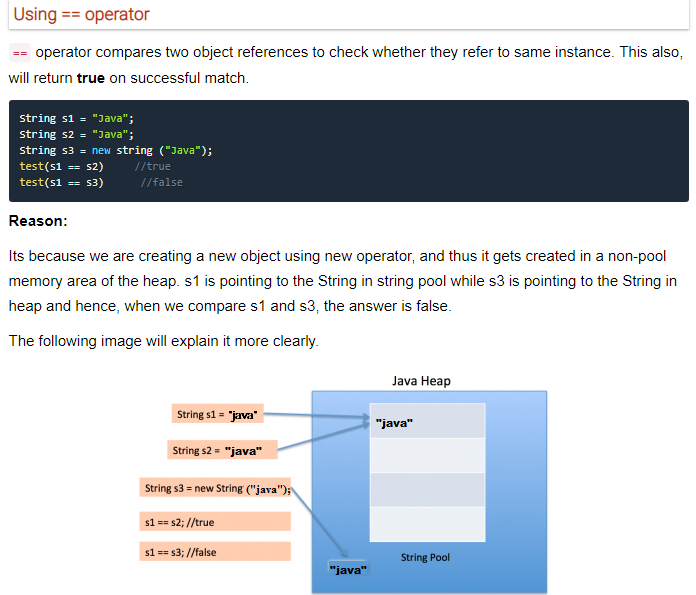 Using == operator
== operator compares two object references to check whether they refer to same instance. This also,
will return true on successful match.
String s1 = "Java";
String s2 = "Java";
String s3 = new string ("Java");
test(s1 == s2)     //true
test(s1 == s3)      //false
Reason:
Its because we are creating a new object using new operator, and thus it gets created in a non-pool
memory area of the heap. s1 is pointing to the String in string pool while s3 is pointing to the String in
heap and hence, when we compare s1 and s3, the answer is false.
The following image will explain it more clearly.
Java Heap
String s1 = "java"
"java"
String s2 = "java"
String s3 = new String ("java");
s1 == s2; //true
s1 == s3; //false
String Pool
"java"